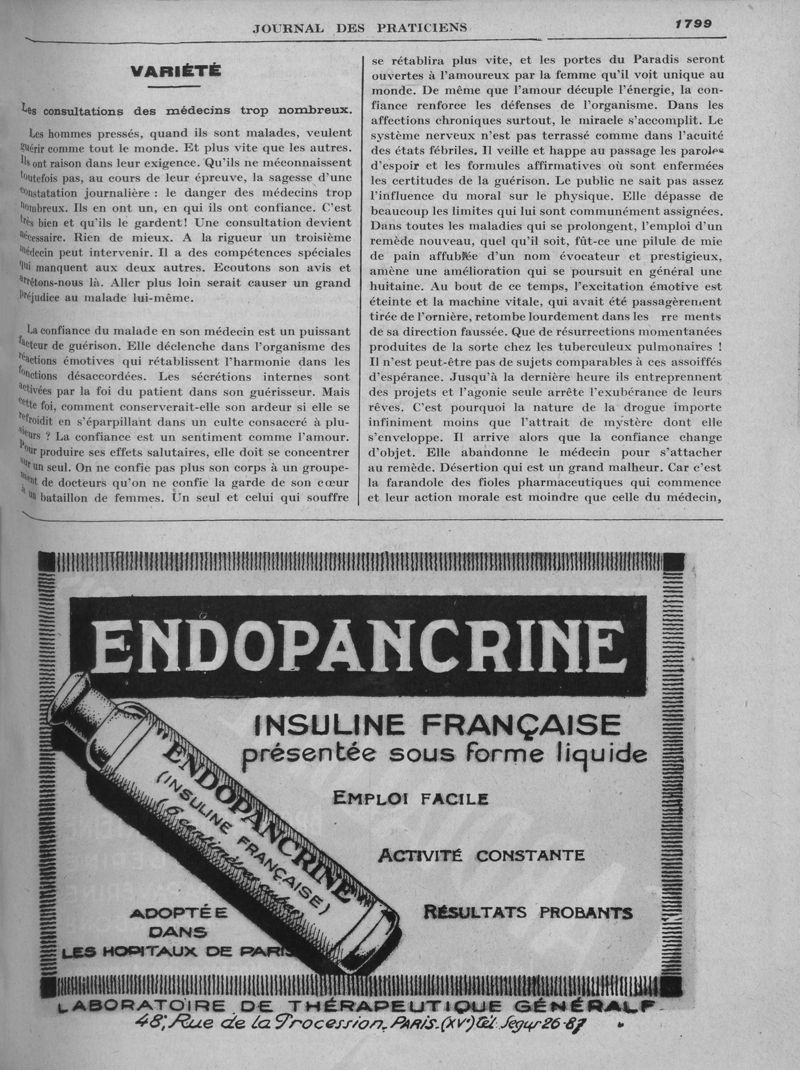 JOURNAL DES PRATICIENS
1799
VARIÉTÉ
Les consultations des médecins trop nombreux.
Les hommes pressés, quand ils sont malades, veulent
guérir comme tout le monde. Et plus vite que les autres.
Ils ont raison dans leur exigence. Qu'ils ne méconnaissent
toutefois pas, au cours de leur épreuve, la sagesse d'une
constatation journalière : le danger des médecins trop
nombreux. Ils en ont un, en qui ils ont confiance. C'est
très bien et qu'ils le gardent! Une consultation devient
nécessaire. Rien de mieux. A la rigueur un troisième
médecin peut intervenir. Il a des compétences spéciales
qui manquent aux deux autres. Ecoutons son avis et
arrêtons-nous là. Aller plus loin serait causer un grand
préjudice au malade lui-même.
La confiance du malade en son médecin est un puissant
facteur de guérison. Elle déclenche dans l'organisme des
réactions émotives qui rétablissent l'harmonie dans les
fonctions désaccordées. Les sécrétions internes sont
activées par la foi du patient dans son guérisseur. Mais
cette foi, comment conserverait-elle son ardeur si elle se
refroidit en s'éparpillant dans un culte consaccré à plu-
sieurs ? La confiance est un sentiment comme l'amour.
Pour produire ses effets salutaires, elle doit se concentrer
sur un seul. On ne confie pas plus son corps à un groupe-
ment de docteurs qu'on ne confie la garde de son cœur
à un bataillon de femmes. Un seul et celui qui souffre
se rétablira plus vite, et les portes du Paradis seront
ouvertes à l'amoureux par la femme qu'il voit unique au
monde. De même que l'amour décuple l'énergie, la con-
fiance renforce les défenses de l'organisme. Dans les
affections chroniques surtout, le miracle s'accomplit. Le
système nerveux n'est pas terrassé comme dans l'acuité
des états fébriles. Il veille et happe au passage les paroles
d'espoir et les formules affirmatives où sont enfermées
les certitudes de la guérison. Le public ne sait pas assez
l'influence du moral sur le physique. Elle dépasse de
beaucoup les limites qui lui sont communément assignées.
Dans toutes les maladies qui se prolongent, l'emploi d'un
remède nouveau, quel qu'il soit, fût-ce une pilule de mie
de pain affublée d'un nom évocateur et prestigieux,
amène une amélioration qui se poursuit en général une
huitaine. Au bout de ce temps, l'excitation émotive est
éteinte et la machine vitale, qui avait été passagèrement
tirée de l'ornière, retombe lourdement dans les rre ments
de sa direction faussée. Que de résurrections momentanées
produites de la sorte chez les tuberculeux pulmonaires !
Il n'est peut-être pas de sujets comparables à ces assoiffés
d'espérance. Jusqu'à la dernière heure ils entreprennent
des projets et l'agonie seule arrête l'exubérance de leurs
rêves. C'est pourquoi la nature de la drogue importe
infiniment moins que l'attrait de mystère dont elle
s'enveloppe. Il arrive alors que la confiance change
d'objet. Elle abandonne le médecin pour s'attacher
au remède. Désertion qui est un grand malheur. Car c'est
la farandole des fioles pharmaceutiques qui commence
et leur action morale est moindre que celle du médecin,
ENDOPANCRINE
INSULINE FRANÇAISE
présentée sous forme liquide
EMPLOI FACILE
ACTIVITÉ CONSTANTE
RÉSULTATS PROBANTS
"ENDOPANCRINE"
(INSULINE FRANÇAISE)
ADOPTÉE
DANS
LES HOPITAUX DE PARIS
LABORATOIRE DE THÉRAPEUTIQUE GÉNÉRALE
48, Rue de la Procession, PARIS. (XVᵉ) Tél. Segur 26-87